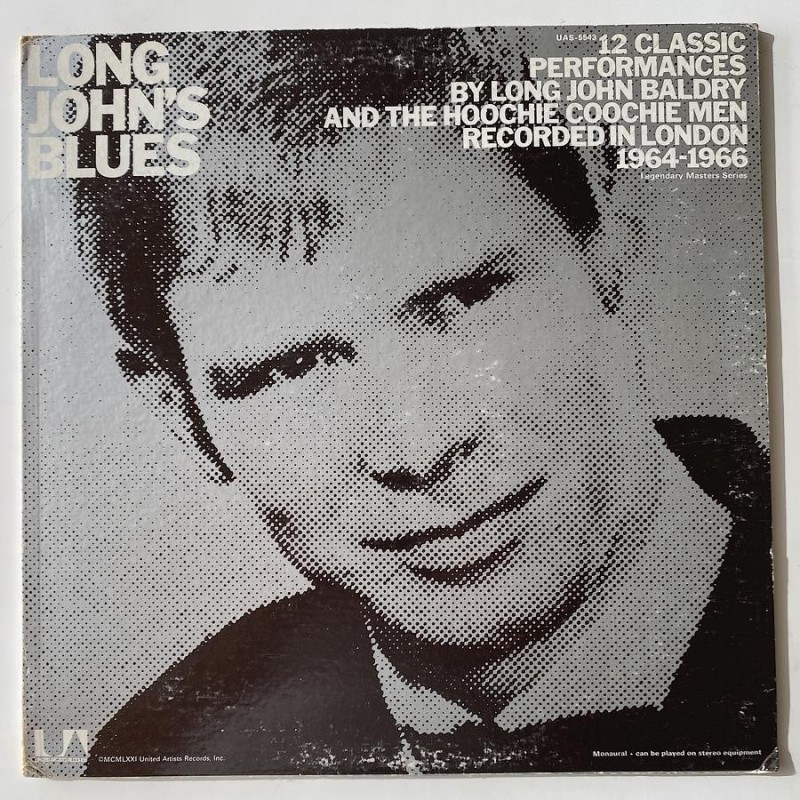 LONG
JOHN'S
BLUES
UAS-5543
12 CLASSIC
PERFORMANCES
BY LONG JOHN BALDRY
AND THE HOOCHIE COOCHIE MEN
RECORDED IN LONDON
1964-1966
Legendary Masters Series
UA
©MCMLXXI United Artists Records, Inc.
Monaural • can be played on stereo equipment